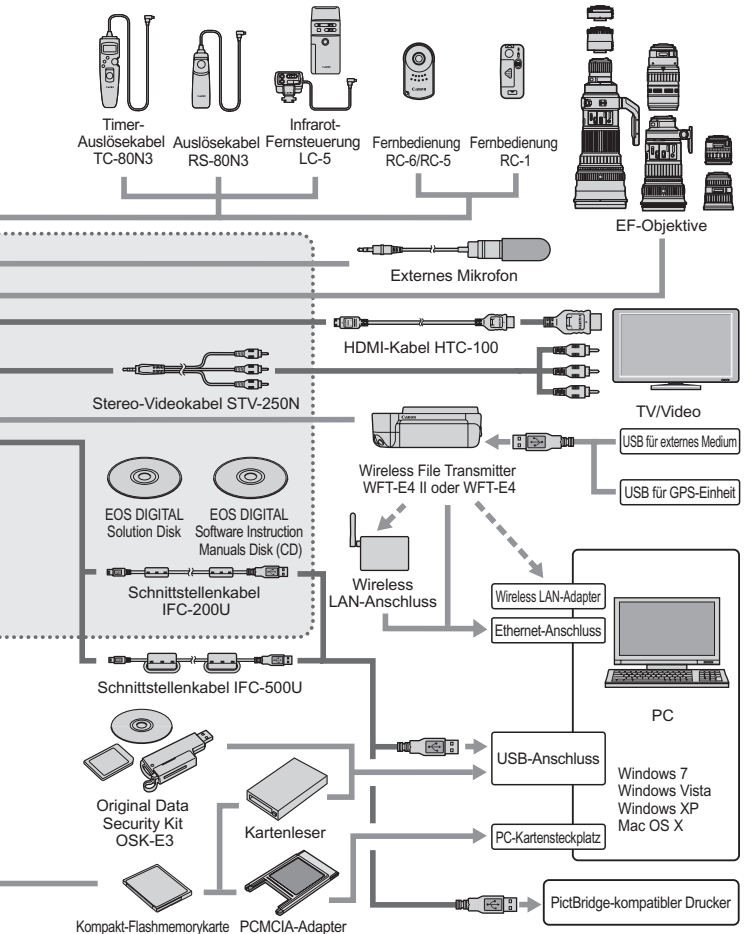 Timer-
Auslösekabel
TC-80N3
Auslösekabel
RS-80N3
Infrarot-
Fernsteuerung
LC-5
Fernbedienung
RC-6/RC-5
Fernbedienung
RC-1
EF-Objektive
Externes Mikrofon
HDMI-Kabel HTC-100
Stereo-Videokabel STV-250N
TV/Video
Canon
Wireless File Transmitter
WFT-E4 II oder WFT-E4
USB für externes Medium
USB für GPS-Einheit
EOS DIGITAL
Solution Disk
EOS DIGITAL
Software Instruction
Manuals Disk (CD)
Schnittstellenkabel
IFC-200U
Wireless
LAN-Anschluss
Wireless LAN-Adapter
Ethernet-Anschluss
Schnittstellenkabel IFC-500U
PC
USB-Anschluss
Windows 7
Windows Vista
Windows XP
Mac OS X
Original Data
Security Kit
OSK-E3
Kartenleser
PC-Kartensteckplatz
Kompakt-Flashmemorykarte
PCMCIA-Adapter
PictBridge-kompatibler Drucker